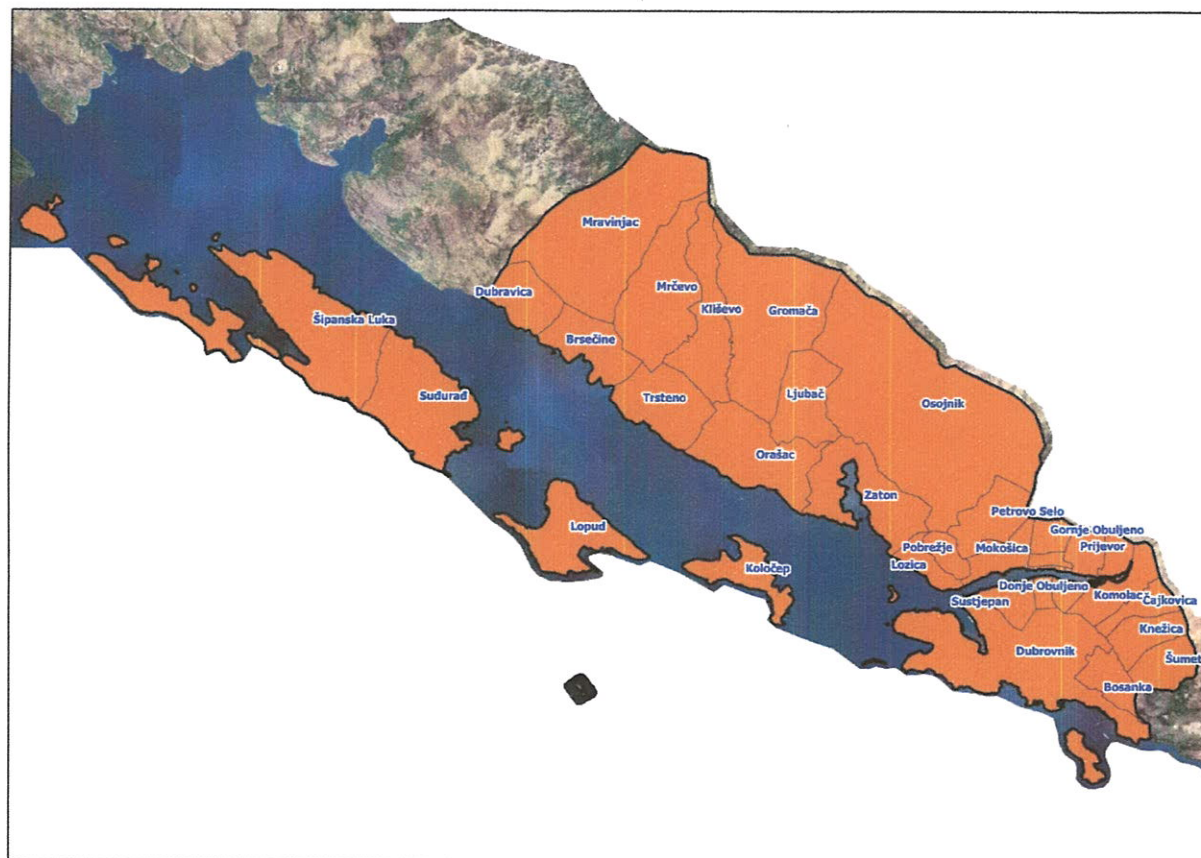 Mravinjac
Dubravica
Mrčevo
Kliševo
Gromača
Šipanska Luka
Brsečine
Suđurađ
Trsteno
Ljubač
Osojnik
Orašac
Zaton
Lopud
Petrovo Selo
Gornje Obuljeno
Pobrežje
Mokošica
Prijevor
Koločep
Lozica
Donje Obuljeno
Sustjepan
Komolac
Čajkovica
Knežica
Dubrovnik
Šumet
Bosanka